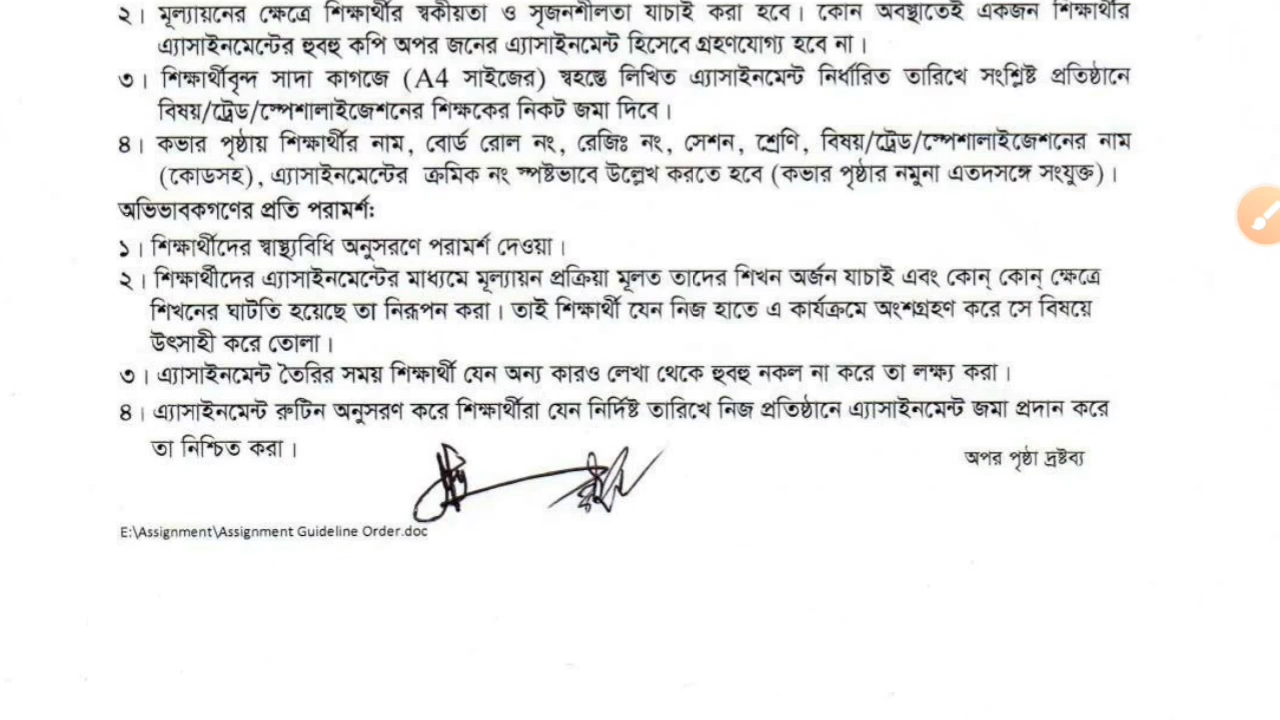 ২। মূল্যায়নের ক্ষেত্রে শিক্ষার্থীর স্বকীয়তা ও সৃজনশীলতা যাচাই করা হবে। কোন অবস্থাতেই একজন শিক্ষার্থীর
এ্যাসাইনমেন্টের হুবহু কপি অপর জনের এ্যাসাইনমেন্ট হিসেবে গ্রহণযোগ্য হবে না।
৩। শিক্ষার্থীবৃন্দ সাদা কাগজে (A4 সাইজের) স্বহস্তে লিখিত এ্যাসাইনমেন্ট নির্ধারিত তারিখে সংশ্লিষ্ট প্রতিষ্ঠানে
বিষয়/ট্রেড/স্পেশালাইজেশনের শিক্ষকের নিকট জমা দিবে।
৪। কভার পৃষ্ঠায় শিক্ষার্থীর নাম, বোর্ড রোল নং, রেজিঃ নং, সেশন, শ্রেণি, বিষয়/ট্রেড/স্পেশালাইজেশনের নাম
(কোডসহ), এ্যাসাইনমেন্টের ক্রমিক নং স্পষ্টভাবে উল্লেখ করতে হবে (কভার পৃষ্ঠার নমুনা এতদসঙ্গে সংযুক্ত)।
অভিভাবকগণের প্রতি পরামর্শ:
১। শিক্ষার্থীদের স্বাস্থ্যবিধি অনুসরণে পরামর্শ দেওয়া।
২। শিক্ষার্থীদের এ্যাসাইনমেন্টের মাধ্যমে মূল্যায়ন প্রক্রিয়া মূলত তাদের শিখন অর্জন যাচাই এবং কোন্ কোন্ ক্ষেত্রে
শিখনের ঘাটতি হয়েছে তা নিরূপন করা। তাই শিক্ষার্থী যেন নিজ হাতে এ কার্যক্রমে অংশগ্রহণ করে সে বিষয়ে
উৎসাহী করে তোলা।
৩। এ্যাসাইনমেন্ট তৈরির সময় শিক্ষার্থী যেন অন্য কারও লেখা থেকে হুবহু নকল না করে তা লক্ষ্য করা।
৪। এ্যাসাইনমেন্ট রুটিন অনুসরণ করে শিক্ষার্থীরা যেন নির্দিষ্ট তারিখে নিজ প্রতিষ্ঠানে এ্যাসাইনমেন্ট জমা প্রদান করে
তা নিশ্চিত করা।
অপর পৃষ্ঠা দ্রষ্টব্য
E:\Assignment\Assignment Guideline Order.doc